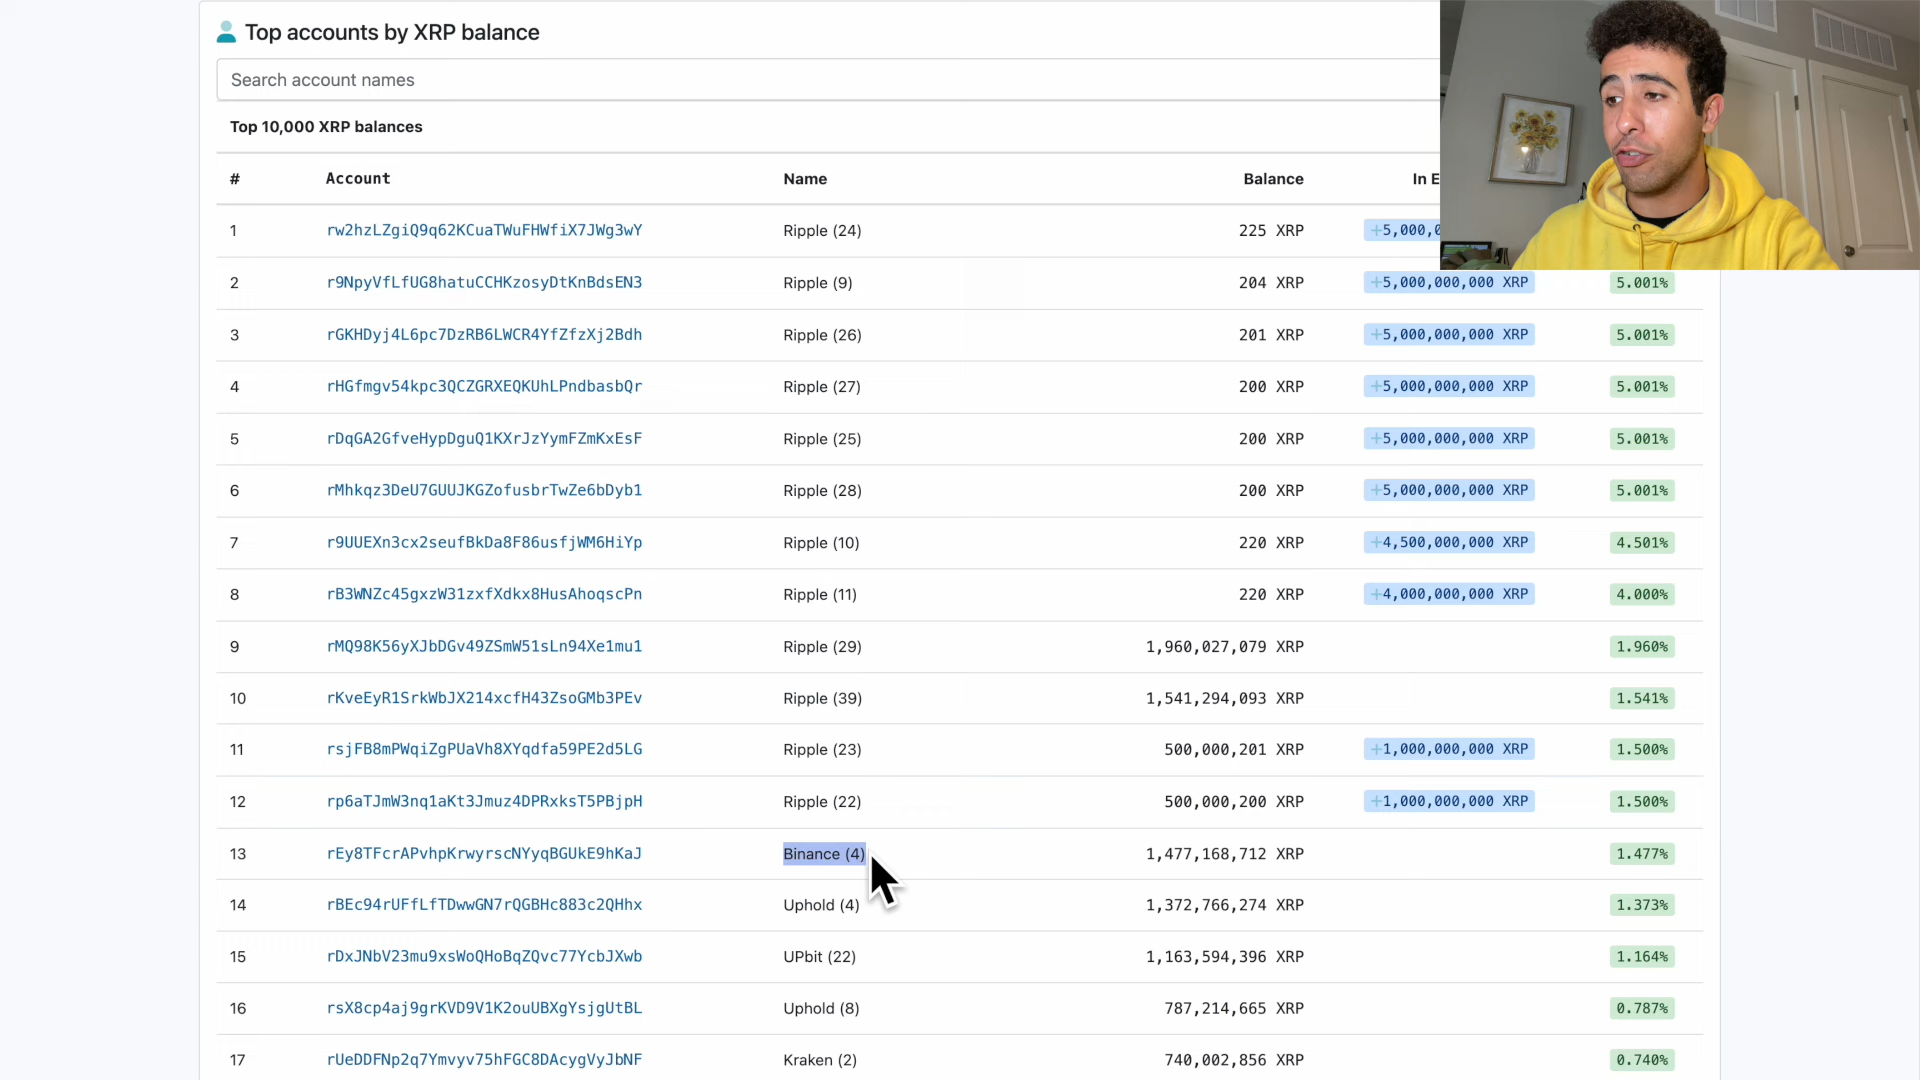 Top accounts by XRP balance
Search account names
Top 10,000 XRP balances
# Account Name Balance In E
1 rw2hzLZgiQ9q62KCuaTWuFHWfiX7JWg3wY Ripple (24) 225 XRP +5,000,0
2 r9NpyVfLfUG8hatuCCHKzosyDtKnBdsEN3 Ripple (9) 204 XRP +5,000,000,000 XRP 5.001%
3 rGKHDyj4L6pc7DzRB6LWCR4YfZfzXj2Bdh Ripple (26) 201 XRP +5,000,000,000 XRP 5.001%
4 rHGfmgv54kpc3QCZGRXEQKUhLPndbasbQr Ripple (27) 200 XRP +5,000,000,000 XRP 5.001%
5 rDqGA2GfveHypDguQ1KXrJzYymFZmKxEsF Ripple (25) 200 XRP +5,000,000,000 XRP 5.001%
6 rMhkqz3DeU7GUUJKGZofusbrTwZe6bDyb1 Ripple (28) 200 XRP +5,000,000,000 XRP 5.001%
7 r9UUEXn3cx2seufBkDa8F86usfjWM6HiYp Ripple (10) 220 XRP +4,500,000,000 XRP 4.501%
8 rB3WNZc45gxzW31zxfXdkx8HusAhoqscPn Ripple (11) 220 XRP +4,000,000,000 XRP 4.000%
9 rMQ98K56yXJbDGv49ZSmW51sLn94Xe1mu1 Ripple (29) 1,960,027,079 XRP 1.960%
10 rKveEyR1SrkWbJX214xcfH43ZsoGMb3PEv Ripple (39) 1,541,294,093 XRP 1.541%
11 rsjFB8mPWqiZgPUaVh8XYqdfa59PE2d5LG Ripple (23) 500,000,201 XRP +1,000,000,000 XRP 1.500%
12 rp6aTJmW3nq1aKt3Jmuz4DPRxksT5PBjpH Ripple (22) 500,000,200 XRP +1,000,000,000 XRP 1.500%
13 rEy8TFcrAPvhpKrwyrscNYyqBGUkE9hKaJ Binance (4) 1,477,168,712 XRP 1.477%
14 rBEc94rUFfLfTDwwGN7rQGBHc883c2QHhx Uphold (4) 1,372,766,274 XRP 1.373%
15 rDxJNbV23mu9xsWoQHoBqZQvc77YcbJXwb UPbit (22) 1,163,594,396 XRP 1.164%
16 rsX8cp4aj9grKVD9V1K2ouUBXgYsjgUtBL Uphold (8) 787,214,665 XRP 0.787%
17 rUeDDFNp2q7Ymvyv75hFGC8DAcygVyJbNF Kraken (2) 740,002,856 XRP 0.740%